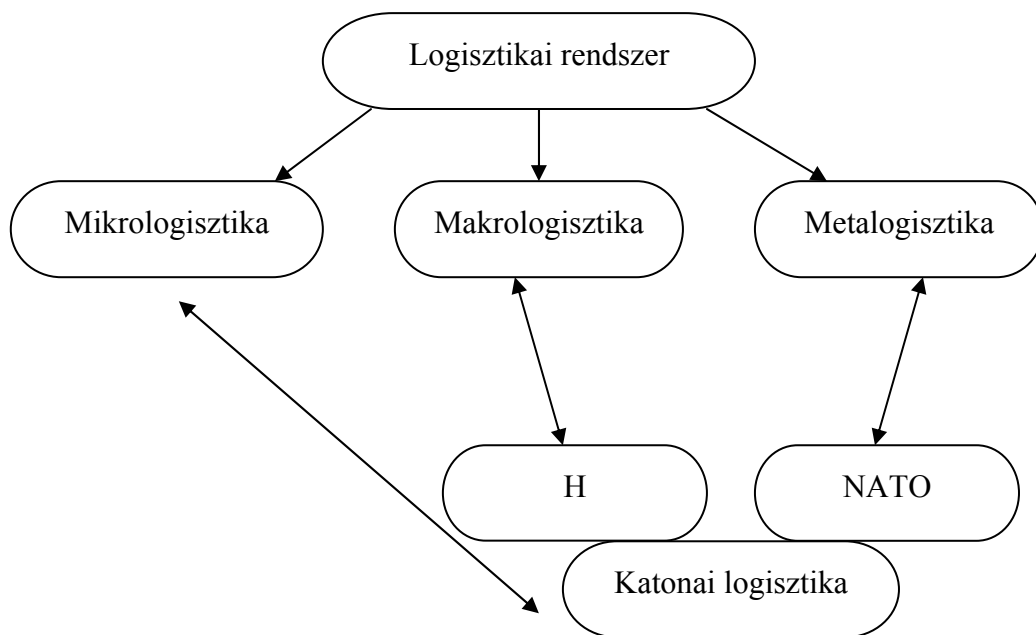 Logisztikai rendszer
Mikrologisztika
Makrologisztika
Metalogisztika
H
NATO
Katonai logisztika